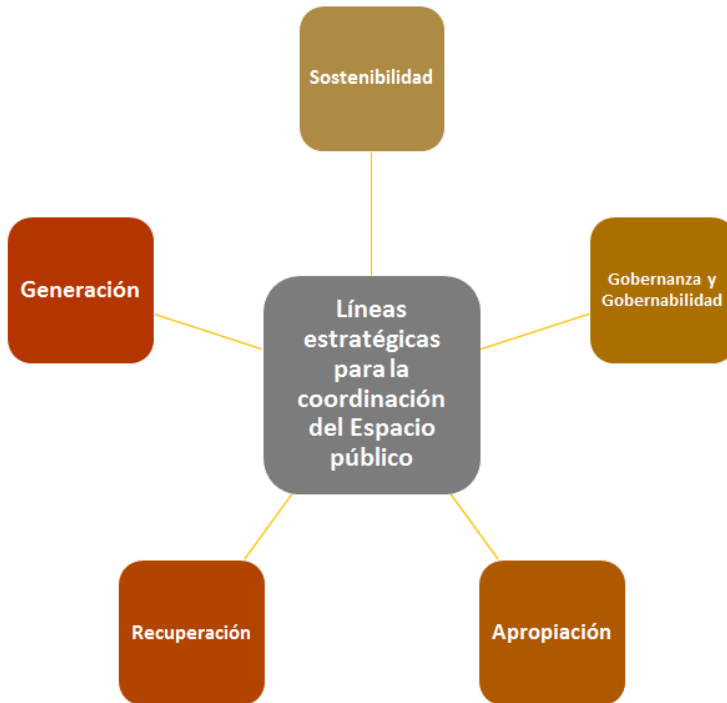 Sostenibilidad
Generación
Gobernanza y
Gobernabilidad
Líneas
estratégicas
para la
coordinación
del Espacio
público
Recuperación
Apropiación